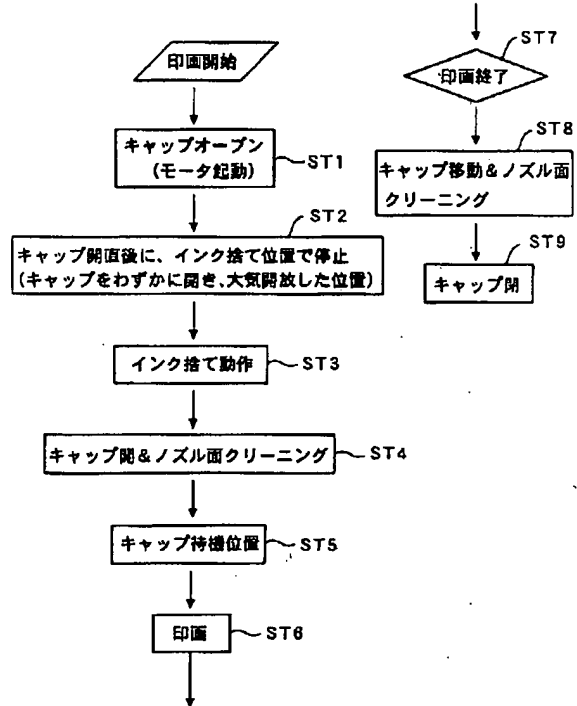 印画開始
キャップオープン
(モータ起動)
ST1
ST2
キャップ開直後に、インク捨て位置で停止
(キャップをわずかに開き、大気開放した位置)
インク捨て動作
ST3
キャップ開&ノズル面クリーニング
ST4
キャップ待機位置
ST5
印画
ST6
ST7
印画終了
ST8
キャップ移動&ノズル面
クリーニング
ST9
キャップ閉